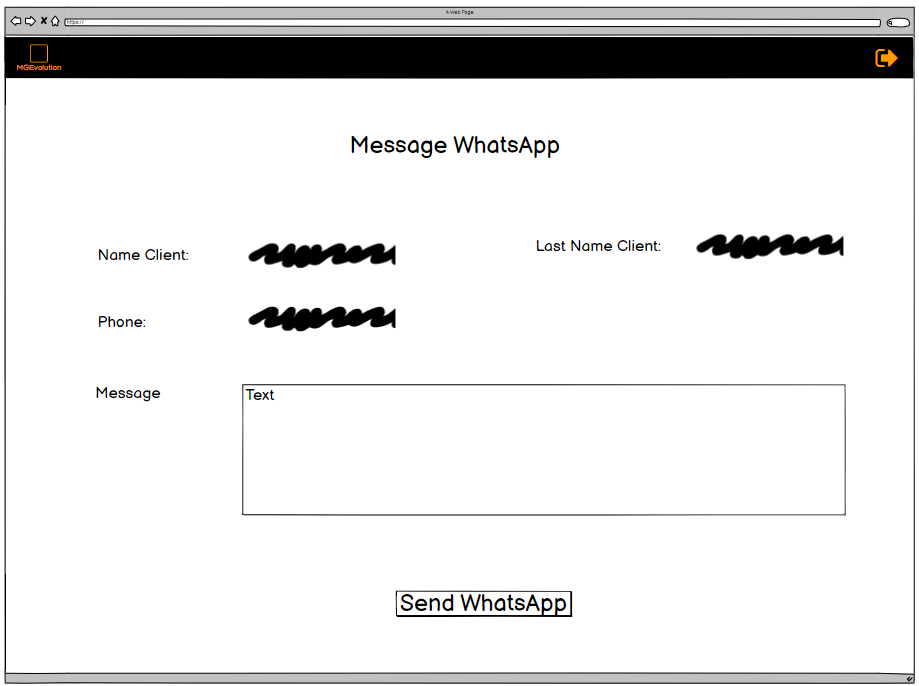 A Web Page
https://
MGEvolution
Message WhatsApp
Name Client:
Last Name Client:
Phone:
Message
Text
Send WhatsApp